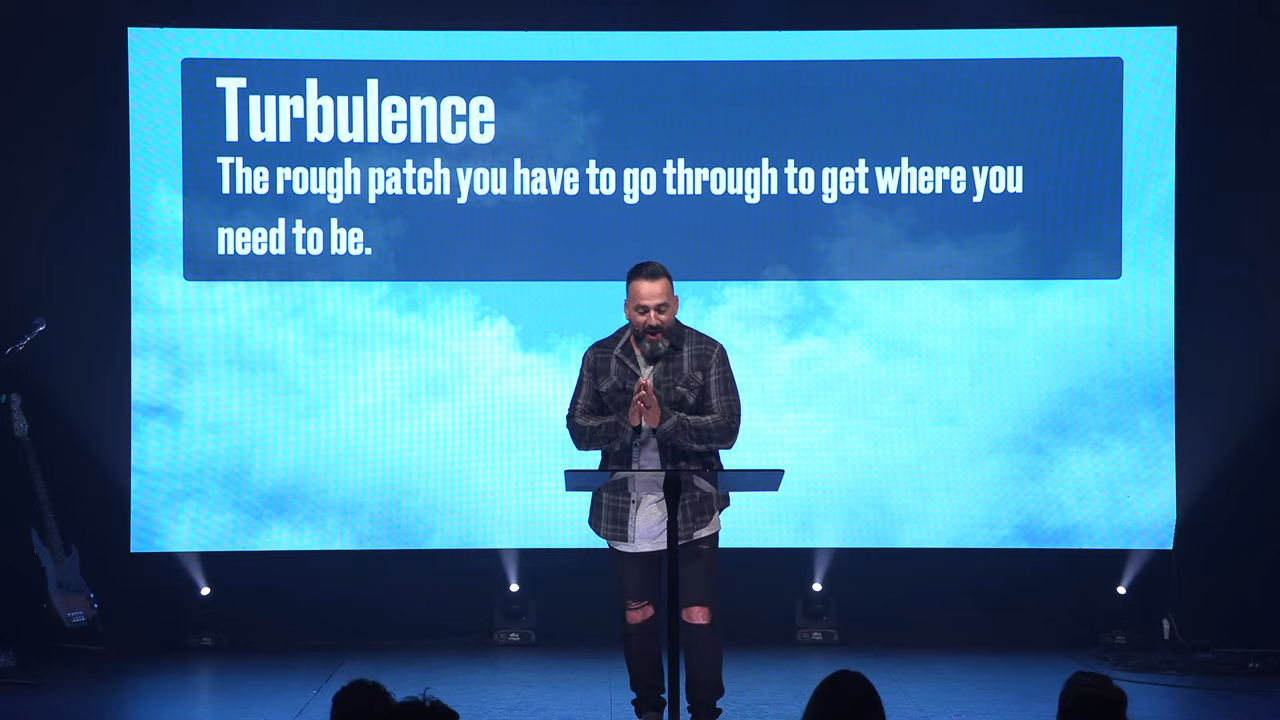 Turbulence
The rough patch you have to go through to get where you
need to be.